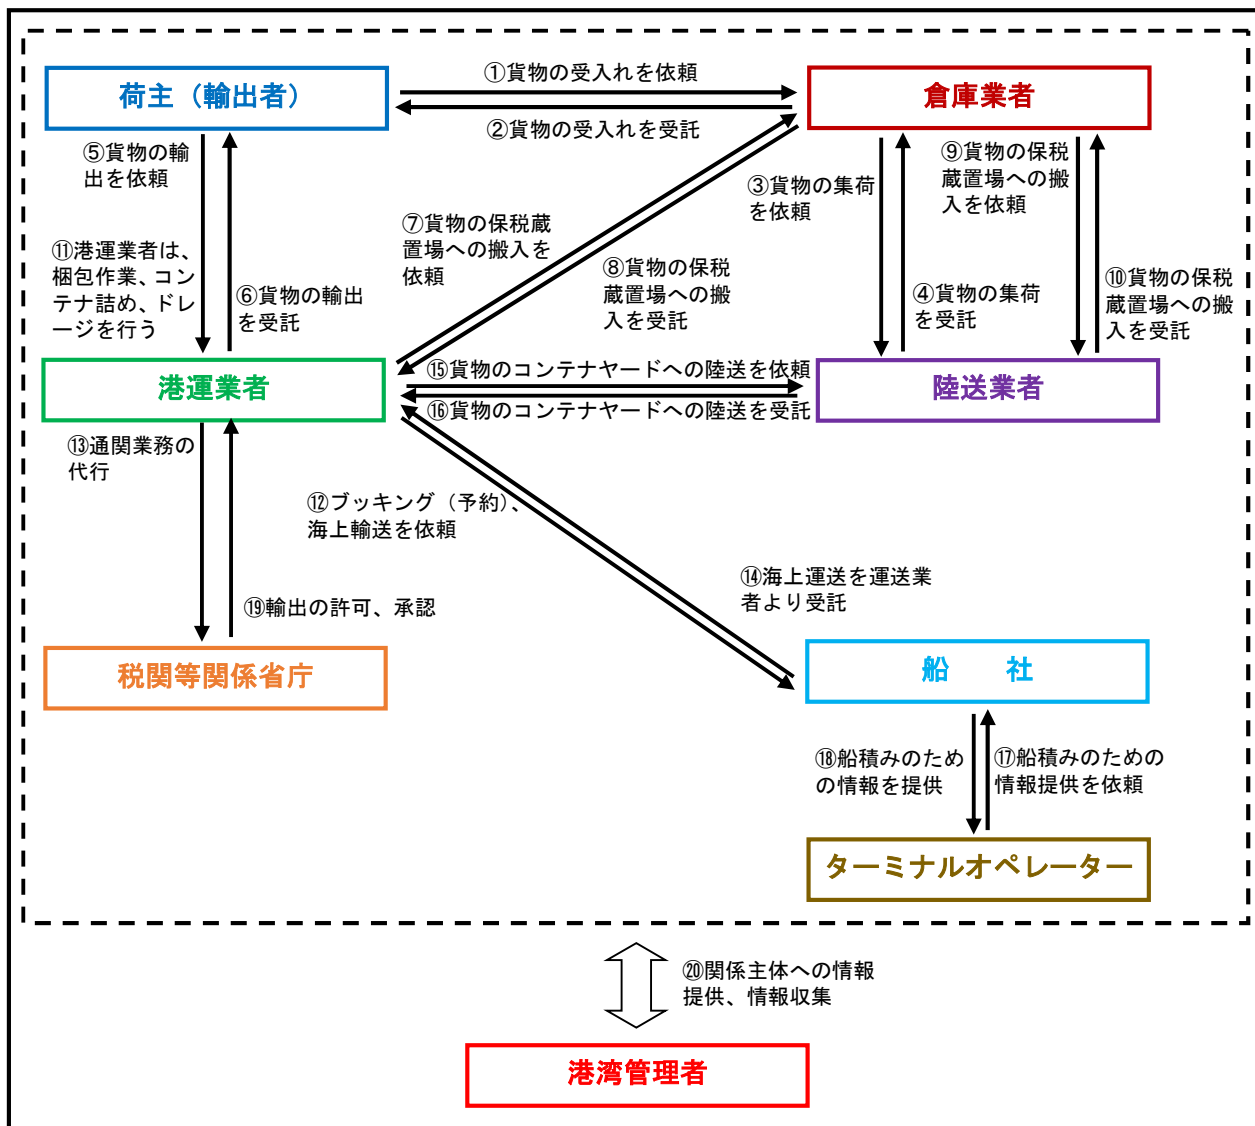 荷主（輸出者）
①貨物の受入れを依頼
②貨物の受入れを受託
倉庫業者
⑤貨物の輸
出を依頼
⑪港運業者は、
梱包作業、コン
テナ詰め、ドレ
ージを行う
⑥貨物の輸出
を受託
⑦貨物の保税蔵
置場への搬入を
依頼
⑧貨物の保税
蔵置場への搬
入を受託
③貨物の集荷
を依頼
④貨物の集荷
を受託
⑨貨物の保税
蔵置場への搬
入を依頼
⑩貨物の保税
蔵置場への搬
入を受託
港運業者
⑮貨物のコンテナヤードへの陸送を依頼
⑯貨物のコンテナヤードへの陸送を受託
陸送業者
⑬通関業務の
代行
⑫ブッキング（予約）、
海上輸送を依頼
⑭海上運送を運送業
者より受託
⑲輸出の許可、承認
税関等関係省庁
船　　社
⑱船積みのため
の情報を提供
⑰船積みのための
情報提供を依頼
ターミナルオペレーター
⑳関係主体への情報
提供、情報収集
港湾管理者